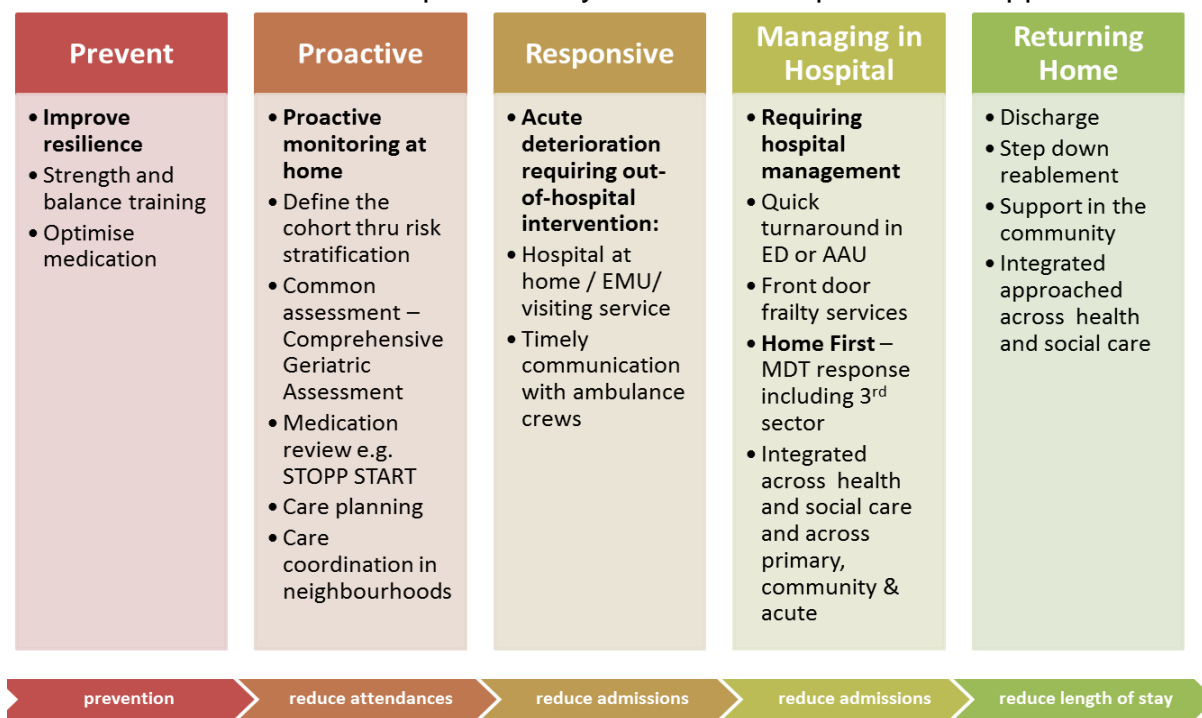 Prevent
• Improve
resilience
• Strength and
balance training
• Optimise
medication
Proactive
• Proactive
monitoring at
home
• Define the
cohort thru risk
stratification
• Common
assessment –
Comprehensive
Geriatric
Assessment
• Medication
review e.g.
STOPP START
• Care planning
• Care
coordination in
neighbourhoods
Responsive
• Acute
deterioration
requiring out-
of-hospital
intervention:
• Hospital at
home / EMU/
visiting service
• Timely
communication
with ambulance
crews
Managing in
Hospital
• Requiring
hospital
management
• Quick
turnaround in
ED or AAU
• Front door
frailty services
• Home First –
MDT response
including 3rd
sector
• Integrated
across health
and social care
and across
primary,
community &
acute
Returning
Home
• Discharge
• Step down
reablement
• Support in the
community
• Integrated
approached
across health
and social care
prevention
reduce attendances
reduce admissions
reduce admissions
reduce length of stay